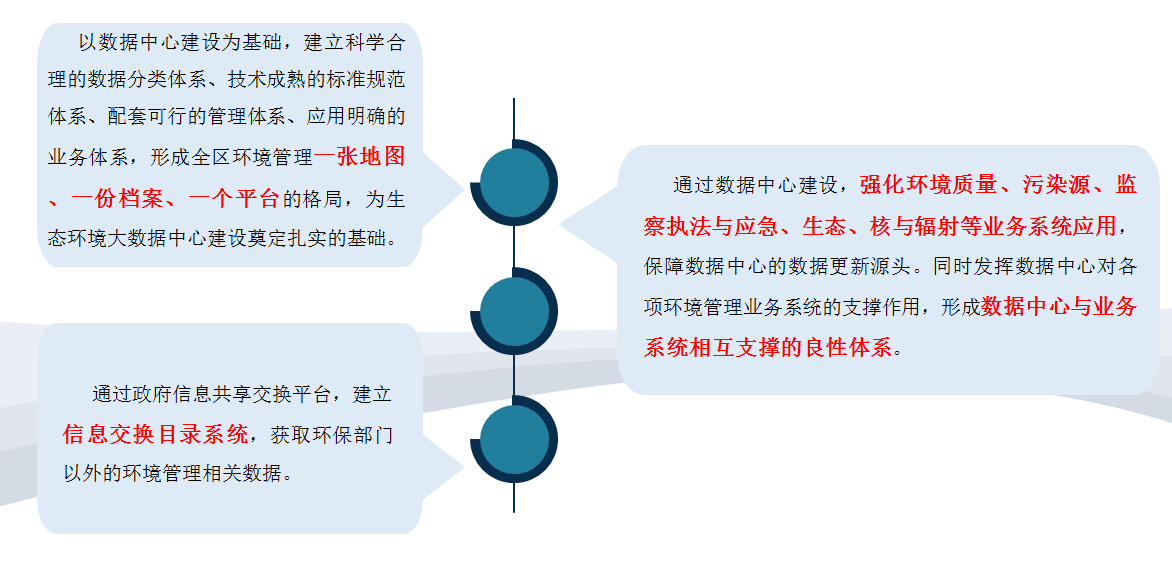 以数据中心建设为基础，建立科学合
理的数据分类体系、技术成熟的标准规范
体系、配套可行的管理体系、应用明确的
业务体系，形成全区环境管理一张地图
、一份档案、一个平台的格局，为生
态环境大数据中心建设奠定扎实的基础。
通过数据中心建设，强化环境质量、污染源、监
察执法与应急、生态、核与辐射等业务系统应用，
保障数据中心的数据更新源头。同时发挥数据中心对各
项环境管理业务系统的支撑作用，形成数据中心与业务
系统相互支撑的良性体系。
通过政府信息共享交换平台，建立
信息交换目录系统，获取环保部门
以外的环境管理相关数据。